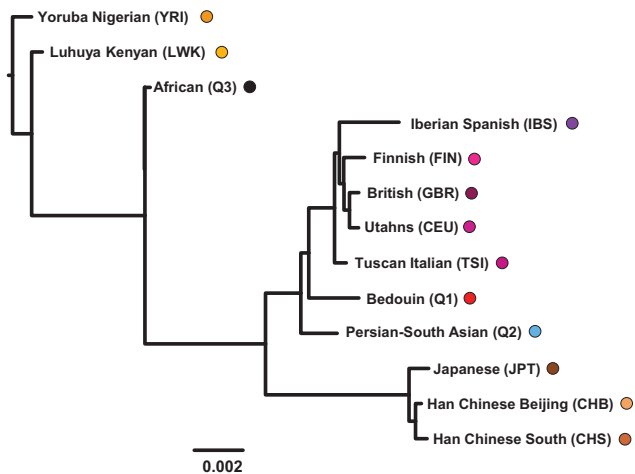 Yoruba Nigerian (YRI)
Luhuya Kenyan (LWK)
African (Q3)
Iberian Spanish (IBS)
Finnish (FIN)
British (GBR)
Utahns (CEU)
Tuscan Italian (TSI)
Bedouin (Q1)
Persian-South Asian (Q2)
Japanese (JPT)
Han Chinese Beijing (CHB)
Han Chinese South (CHS)
0.002